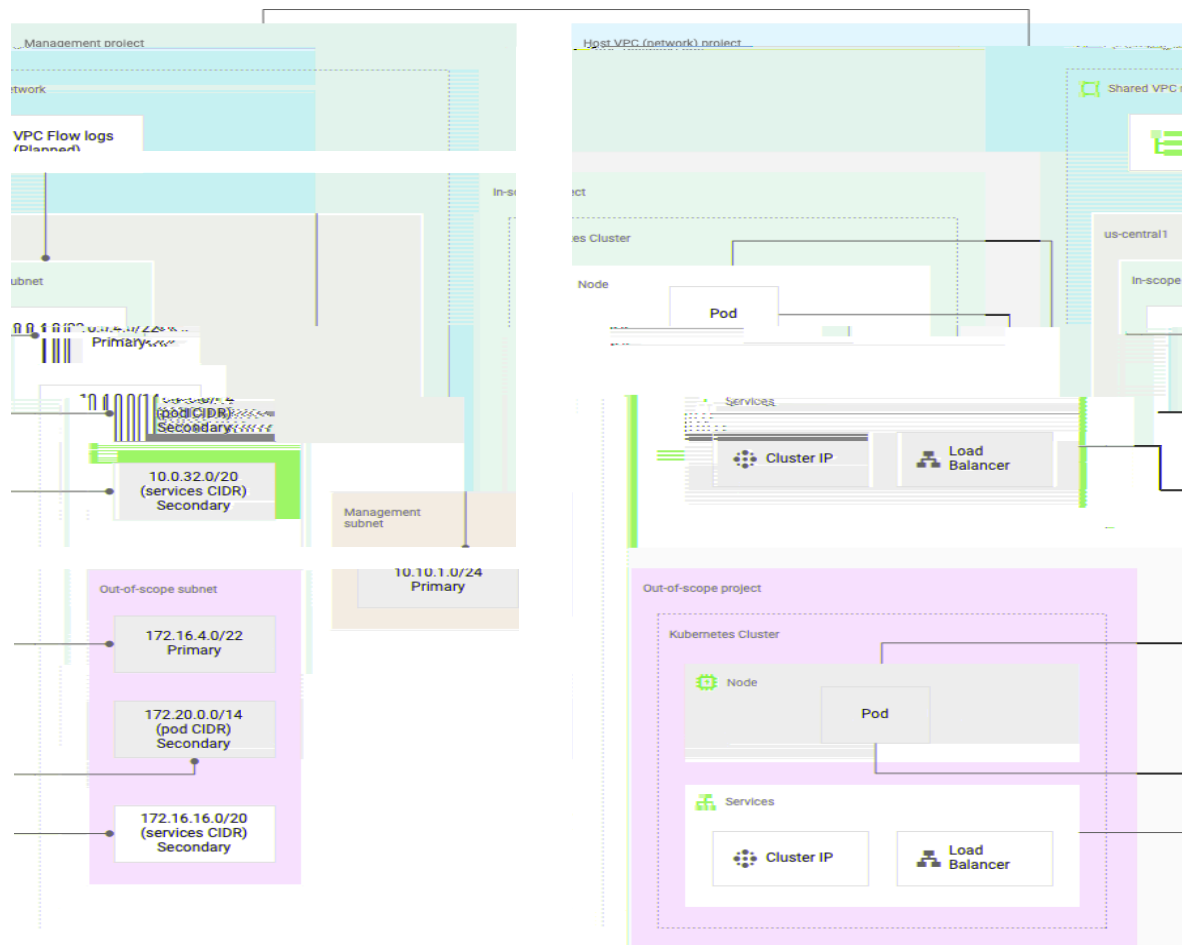 Management project
Host VPC (network) project
etwork
Shared VPC
VPC Flow logs
(Planned)
es Cluster
us-central1
ubnet
Node
In-scope
Pod
Primary
Services
(pod CIDR)
Secondary
Cluster IP
Load
Balancer
10.0.32.0/20
(services CIDR)
Secondary
Management
subnet
10.10.1.0/24
Primary
Out-of-scope subnet
Out-of-scope project
172.16.4.0/22
Primary
Kubernetes Cluster
Node
172.20.0.0/14
(pod CIDR)
Secondary
Pod
Services
172.16.16.0/20
(services CIDR)
Secondary
Cluster IP
Load
Balancer